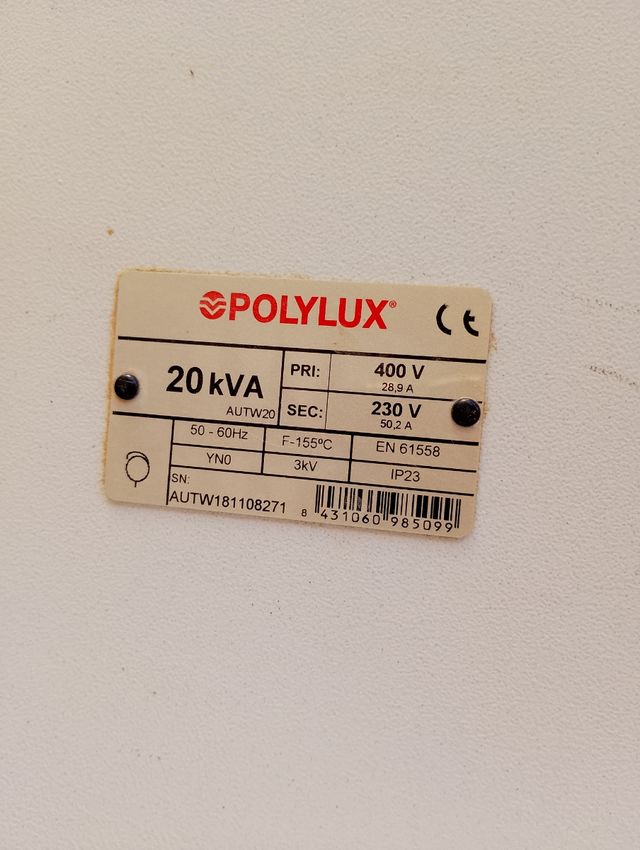 POLYLUX®
CE
20 kVA
AUTW20
PRI:
400 V
28,9 A
SEC:
230 V
50,2 A
50 - 60Hz
F-155ºC
EN 61558
YN0
3kV
IP23
SN:
AUTW181108271
8 431060 985099